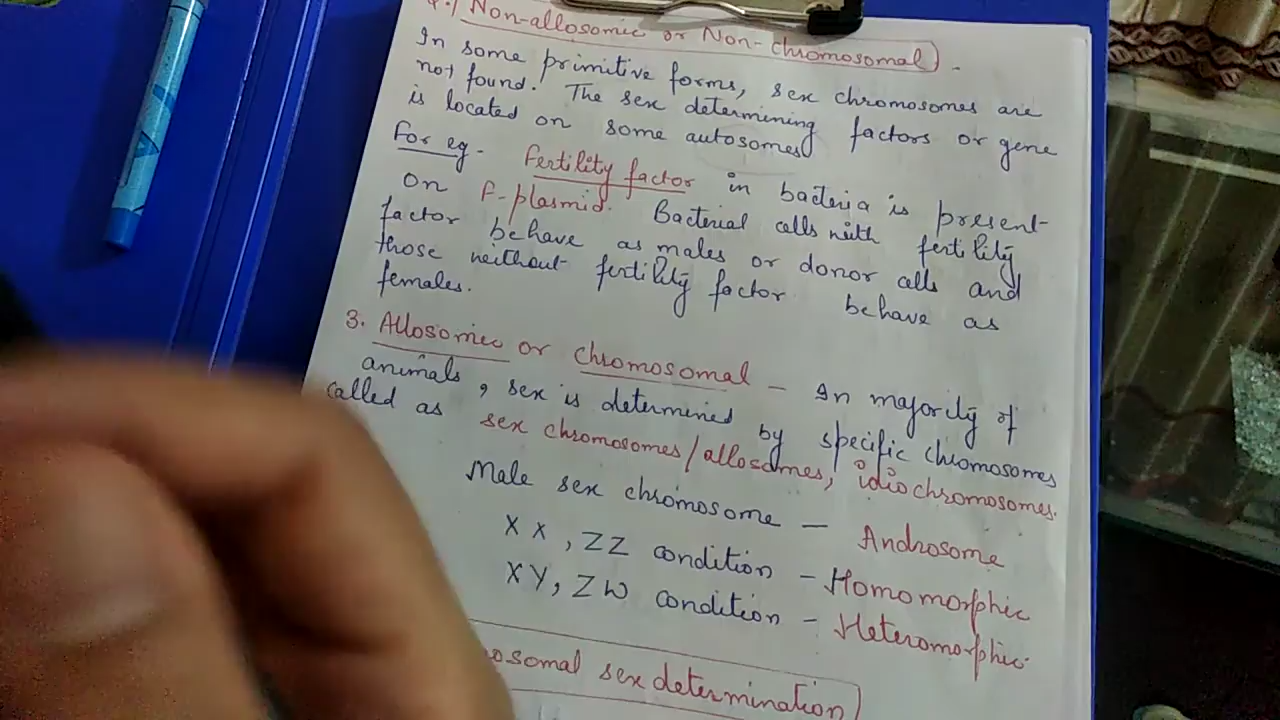 Non-allosomic or Non-chromosomal) -
In some primitive forms, sex chromosomes are
not found. The sex determining factors or gene
is located on some autosomes
For eg- Fertility factor in bacteria is present
on F-plasmid. Bacterial cells with fertility
factor behave as males or donor cells and
those without fertility factor behave as
females.
3. Allosomic or chromosomal - In majority of
animals, sex is determined by specific chromosomes
called as sex chromosomes/allosomes, idiochromosomes.
Male sex chromosome - Androsome
XX, ZZ condition - Homomorphic
XY, ZW condition - Heteromorphic.
sex determination